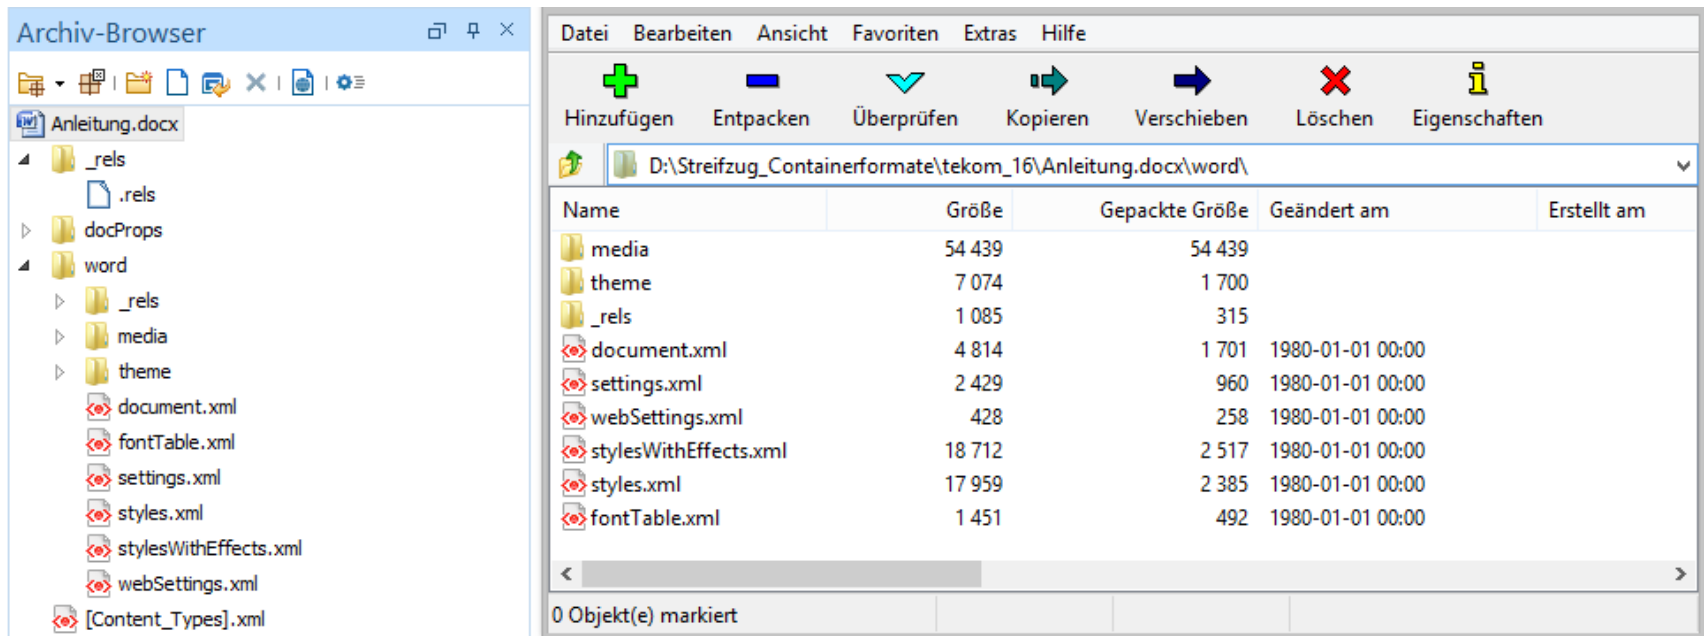 Archiv-Browser
Anleitung.docx
_rels
.rels
docProps
word
_rels
media
theme
document.xml
fontTable.xml
settings.xml
styles.xml
stylesWithEffects.xml
webSettings.xml
[Content_Types].xml
Datei Bearbeiten Ansicht Favoriten Extras Hilfe
Hinzufügen Entpacken Überprüfen Kopieren Verschieben Löschen Eigenschaften
D:\Streifzug_Containerformate\tekom_16\Anleitung.docx\word\
Name Größe Gepackte Größe Geändert am Erstellt am
media 54 439 54 439
theme 7 074 1 700
_rels 1 085 315
document.xml 4 814 1 701 1980-01-01 00:00
settings.xml 2 429 960 1980-01-01 00:00
webSettings.xml 428 258 1980-01-01 00:00
stylesWithEffects.xml 18 712 2 517 1980-01-01 00:00
styles.xml 17 959 2 385 1980-01-01 00:00
fontTable.xml 1 451 492 1980-01-01 00:00
0 Objekt(e) markiert